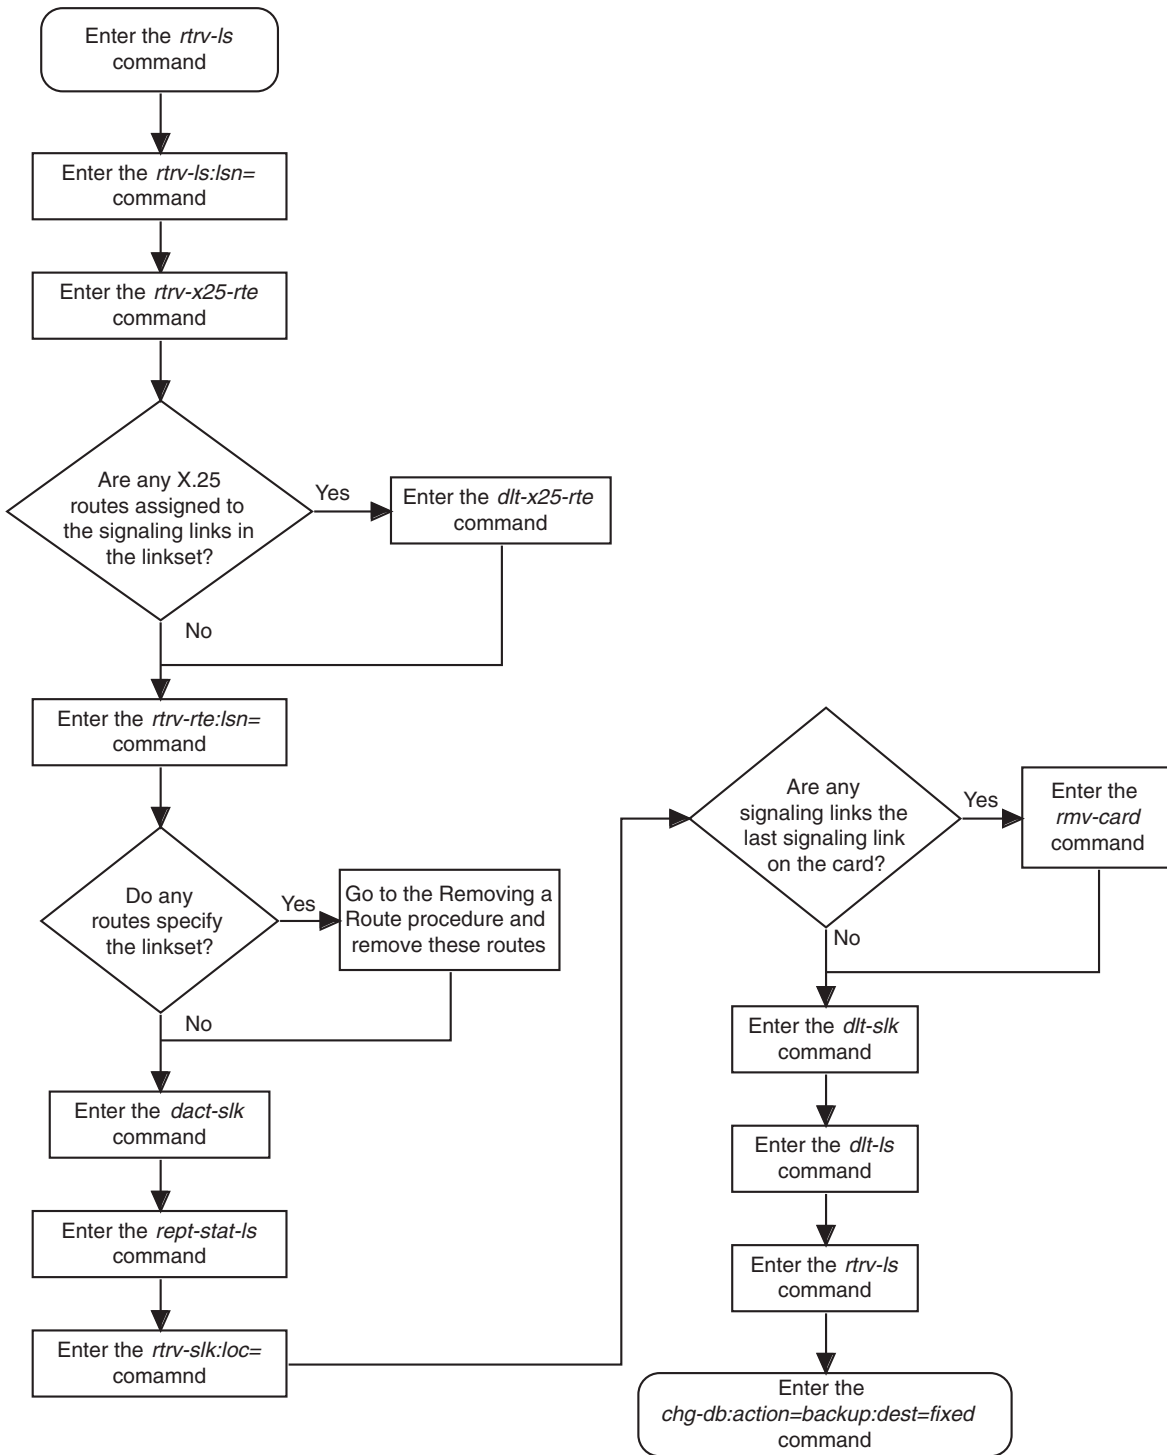 Enter the rtrv-ls
command
Enter the rtrv-ls:lsn=
command
Enter the rtrv-x25-rte
command
Are any X.25
routes assigned to
the signaling links in
the linkset?
Yes
Enter the dlt-x25-rte
command
No
Enter the rtrv-rte:lsn=
command
Do any
routes specify
the linkset?
Yes
Go to the Removing a
Route procedure and
remove these routes
No
Enter the dact-slk
command
Enter the rept-stat-ls
command
Enter the rtrv-slk:loc=
comamnd
Are any
signaling links the
last signaling link
on the card?
Yes
Enter the
rmv-card
command
No
Enter the dlt-slk
command
Enter the dlt-ls
command
Enter the rtrv-ls
command
Enter the
chg-db:action=backup:dest=fixed
command